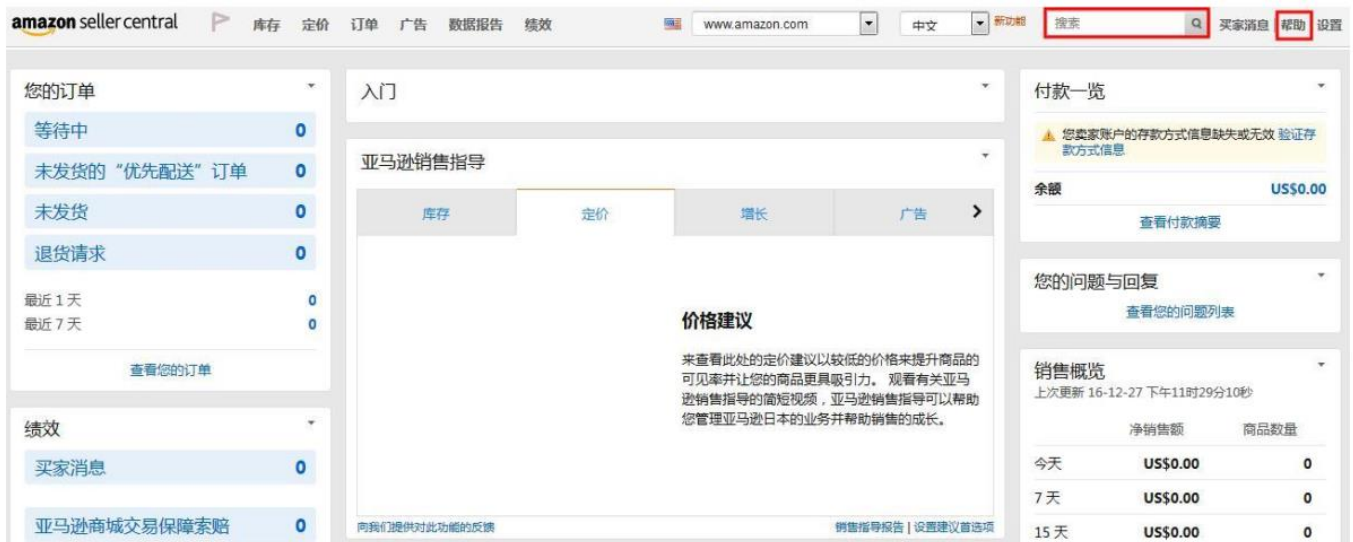 amazon seller central 库存 定价 订单 广告 数据报告 绩效 www.amazon.com 中文 新功能 搜索 买家消息 帮助 设置
您的订单
等待中 0
未发货的“优先配送”订单 0
未发货 0
退货请求 0
最近 1 天 0
最近 7 天 0
查看您的订单
绩效
买家消息 0
亚马逊商城交易保障索赔 0
入门
亚马逊销售指导
库存 定价 增长 广告
价格建议
来查看此处的定价建议以较低的价格来提升商品的
可见率并让您的商品更具吸引力。 观看有关亚马
逊销售指导的简短视频，亚马逊销售指导可以帮助
您管理亚马逊日本的业务并帮助销售的成长。
向我们提供对此功能的反馈 销售指导报告 | 设置建议首选项
付款一览
您卖家账户的存款方式信息缺失或无效 验证存
款方式信息
余额 US$0.00
查看付款摘要
您的问题与回复
查看您的问题列表
销售概览
上次更新 16-12-27 下午11时29分10秒
净销售额 商品数量
今天 US$0.00 0
7 天 US$0.00 0
15 天 US$0.00 0